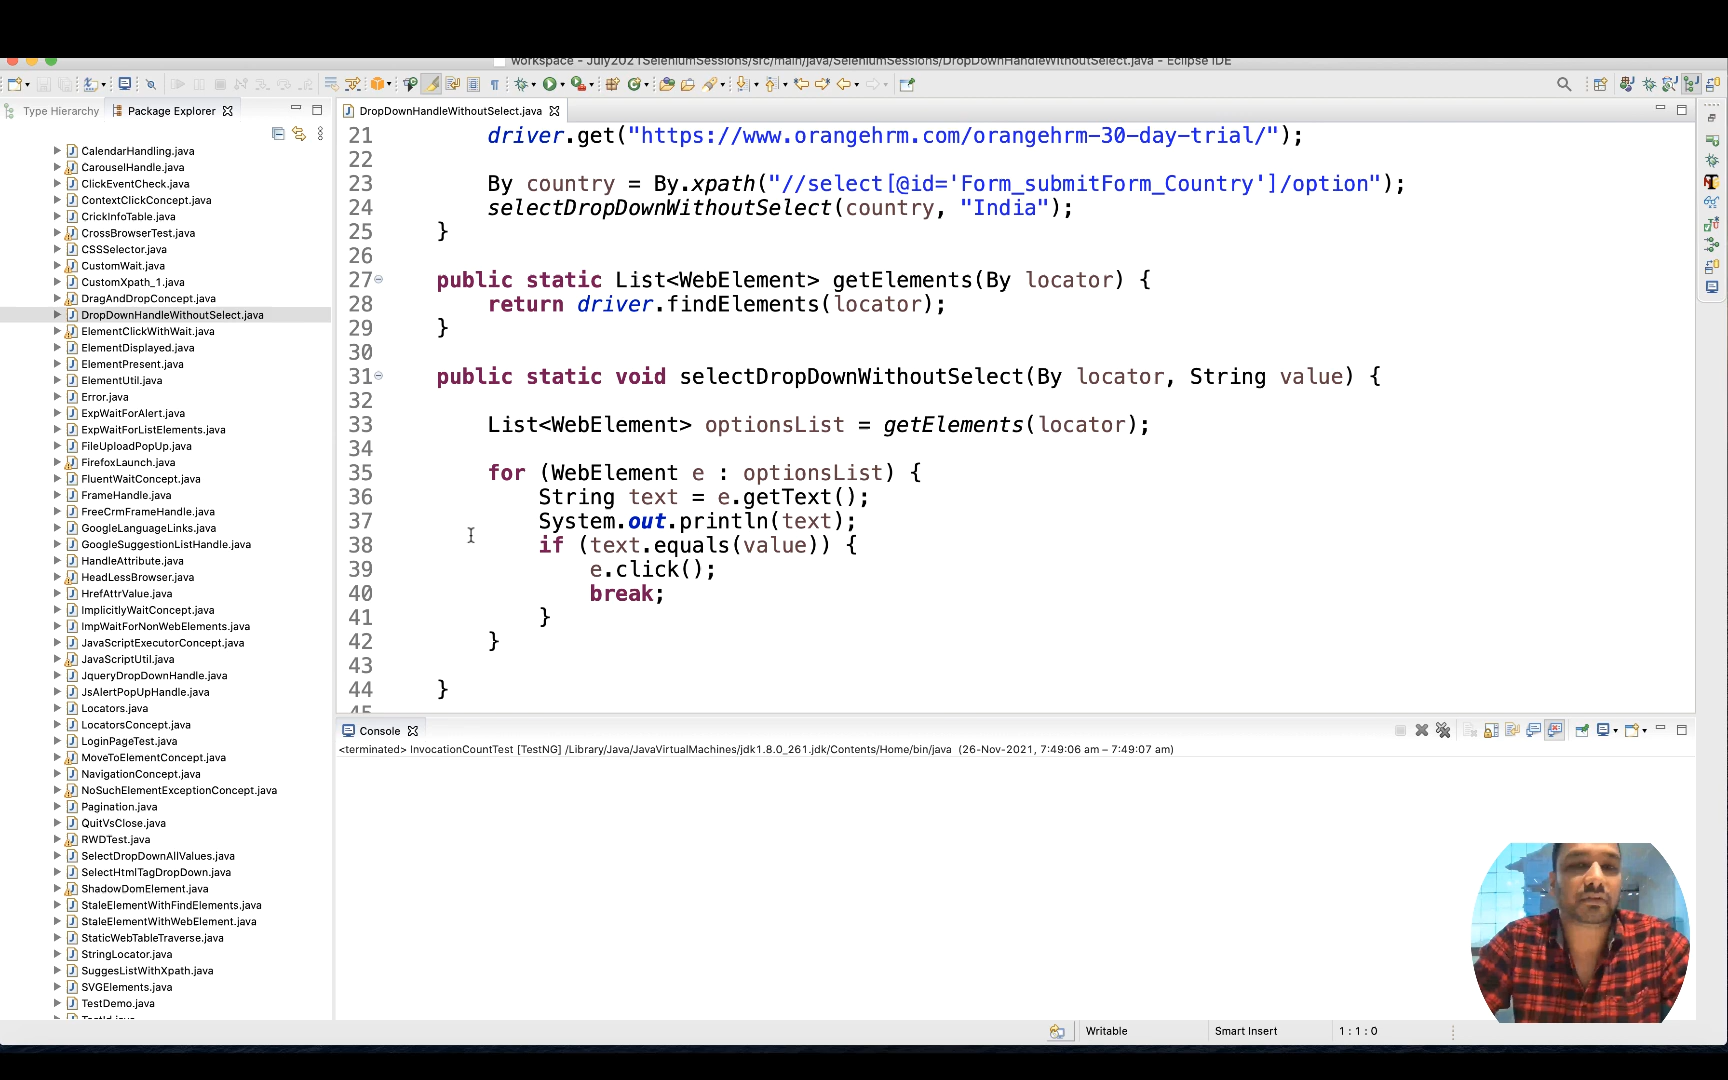 workspace - July2021SeleniumSessions/src/main/java/SeleniumSessions/DropDownHandleWithoutSelect.java - Eclipse IDE
Type Hierarchy
Package Explorer
DropDownHandleWithoutSelect.java
CalendarHandling.java
CarouselHandle.java
ClickEventCheck.java
ContextClickConcept.java
CrickInfoTable.java
CrossBrowserTest.java
CSSSelector.java
CustomWait.java
CustomXpath_1.java
DragAndDropConcept.java
DropDownHandleWithoutSelect.java
ElementClickWithWait.java
ElementDisplayed.java
ElementPresent.java
ElementUtil.java
Error.java
ExpWaitForAlert.java
ExpWaitForListElements.java
FileUploadPopUp.java
FirefoxLaunch.java
FluentWaitConcept.java
FrameHandle.java
FreeCrmFrameHandle.java
GoogleLanguageLinks.java
GoogleSuggestionListHandle.java
HandleAttribute.java
HeadLessBrowser.java
HrefAttrValue.java
ImplicitlyWaitConcept.java
ImpWaitForNonWebElements.java
JavaScriptExecutorConcept.java
JavaScriptUtil.java
JqueryDropDownHandle.java
JsAlertPopUpHandle.java
Locators.java
LocatorsConcept.java
LoginPageTest.java
MoveToElementConcept.java
NavigationConcept.java
NoSuchElementExceptionConcept.java
Pagination.java
QuitVsClose.java
RWDTest.java
SelectDropDownAllValues.java
SelectHtmlTagDropDown.java
ShadowDomElement.java
StaleElementWithFindElements.java
StaleElementWithWebElement.java
StaticWebTableTraverse.java
StringLocator.java
SuggesListWithXpath.java
SVGElements.java
TestDemo.java
21 driver.get("https://www.orangehrm.com/orangehrm-30-day-trial/");
22
23 By country = By.xpath("//select[@id='Form_submitForm_Country']/option");
24 selectDropDownWithoutSelect(country, "India");
25 }
26
27 public static List<WebElement> getElements(By locator) {
28 return driver.findElements(locator);
29 }
30
31 public static void selectDropDownWithoutSelect(By locator, String value) {
32
33 List<WebElement> optionsList = getElements(locator);
34
35 for (WebElement e : optionsList) {
36 String text = e.getText();
37 System.out.println(text);
38 if (text.equals(value)) {
39 e.click();
40 break;
41 }
42 }
43
44 }
45
Console
<terminated> InvocationCountTest [TestNG] /Library/Java/JavaVirtualMachines/jdk1.8.0_261.jdk/Contents/Home/bin/java (26-Nov-2021, 7:49:06 am – 7:49:07 am)
Writable
Smart Insert
1 : 1 : 0